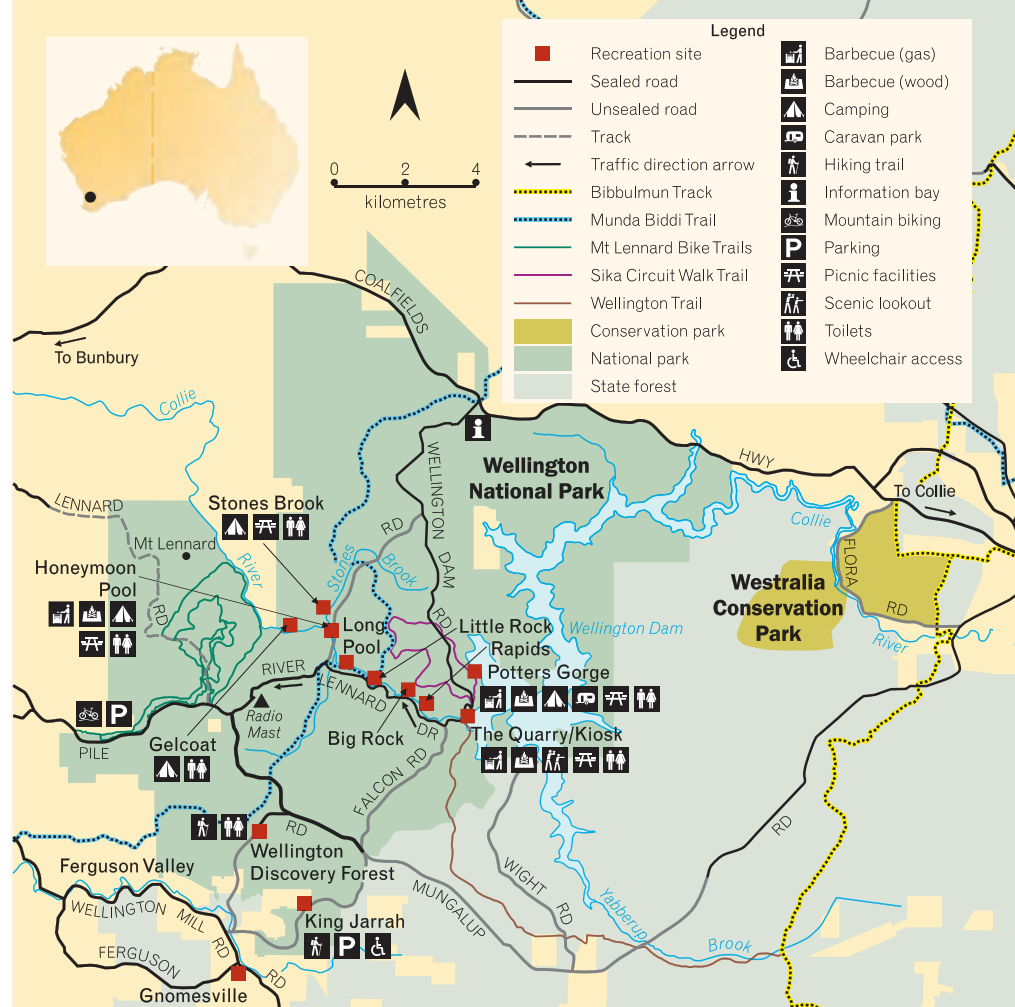 Legend
Recreation site
Sealed road
Unsealed road
Track
Traffic direction arrow
Bibbulmun Track
Munda Biddi Trail
Mt Lennard Bike Trails
Sika Circuit Walk Trail
Wellington Trail
Conservation park
National park
State forest
Barbecue (gas)
Barbecue (wood)
Camping
Caravan park
Hiking trail
i
Information bay
Mountain biking
P
Parking
Picnic facilities
Scenic lookout
Toilets
Wheelchair access
0 2 4
kilometres
COALFIELDS
To Bunbury
Collie
i
WELLINGTON DAM RD
Wellington
National Park
HWY
To Collie
LENNARD
RD
Stones Brook
Mt Lennard
River
RD
Stones
Brook
Collie
FLORA
RD
River
Honeymoon
Pool
Westralia
Conservation
Park
Long
Pool
Little Rock
Rapids
Wellington Dam
RIVER
LENNARD
DR
Potters Gorge
Radio
Mast
P
PILE
Gelcoat
Big Rock
The Quarry/Kiosk
FALCON RD
RD
RD
Wellington
Discovery Forest
Ferguson Valley
WELLINGTON MILL RD
MUNGALUP
WIGHT
RD
Yabberup
Brook
King Jarrah
P
FERGUSON
RD
Gnomesville